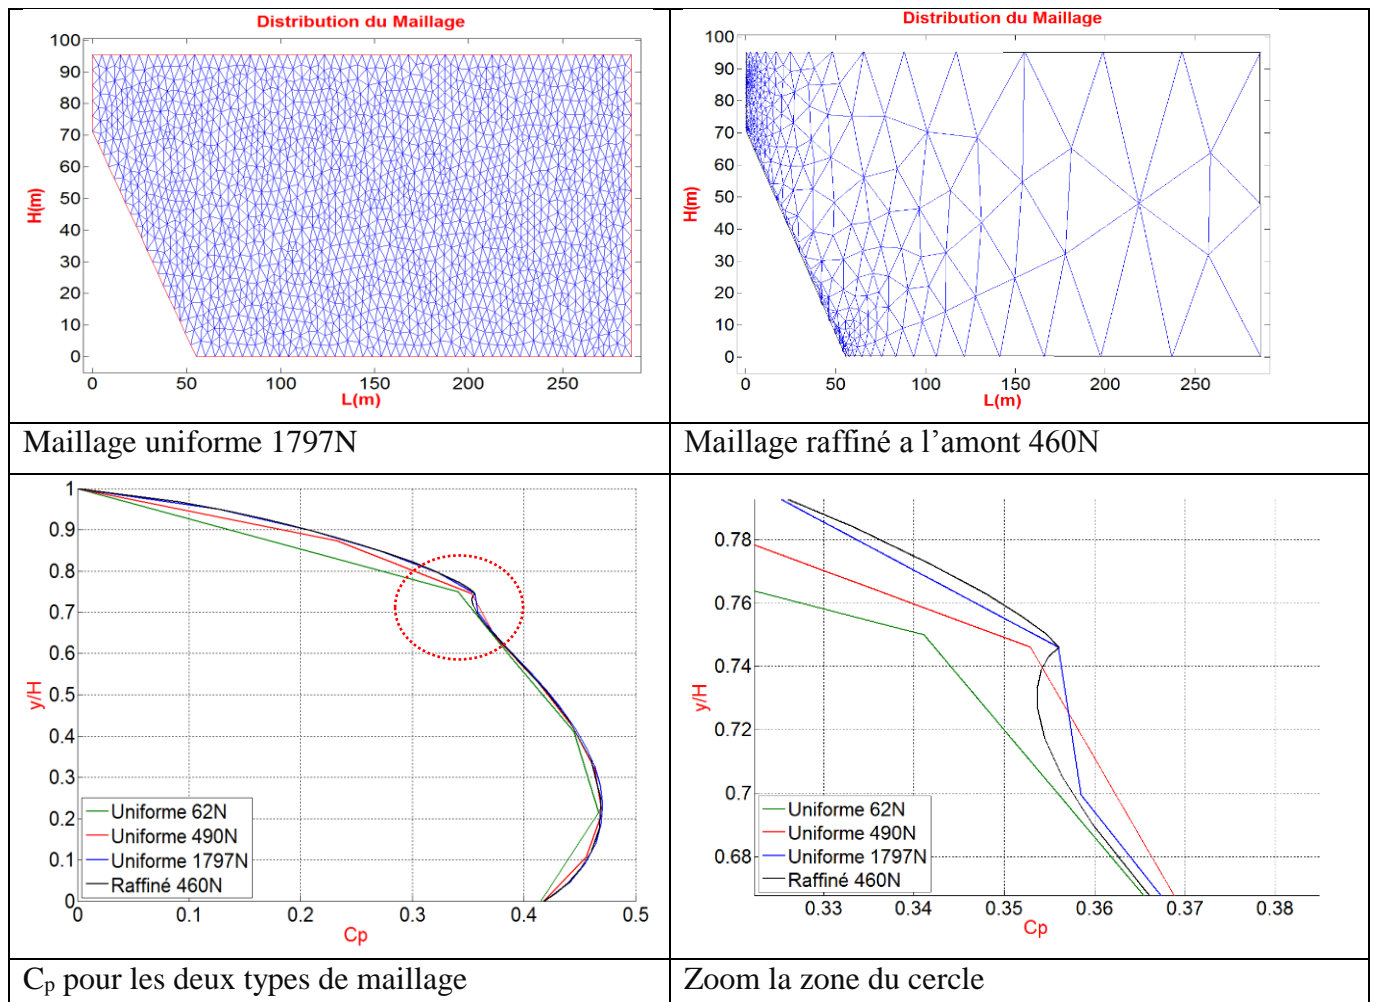 Distribution du Maillage
100
90
80
70
60
50
40
30
20
10
0
H(m)
0 50 100 150 200 250
L(m)
Distribution du Maillage
100
90
80
70
60
50
40
30
20
10
0
H(m)
0 50 100 150 200 250
L(m)
Maillage uniforme 1797N
Maillage raffiné a l’amont 460N
1
0.9
0.8
0.7
0.6
0.5
0.4
0.3
0.2
0.1
0
y/H
Uniforme 62N
Uniforme 490N
Uniforme 1797N
Raffiné 460N
0 0.1 0.2 0.3 0.4 0.5
Cp
0.78
0.76
0.74
0.72
0.7
0.68
y/H
Uniforme 62N
Uniforme 490N
Uniforme 1797N
Raffiné 460N
0.33 0.34 0.35 0.36 0.37 0.38
Cp
Cp pour les deux types de maillage
Zoom la zone du cercle